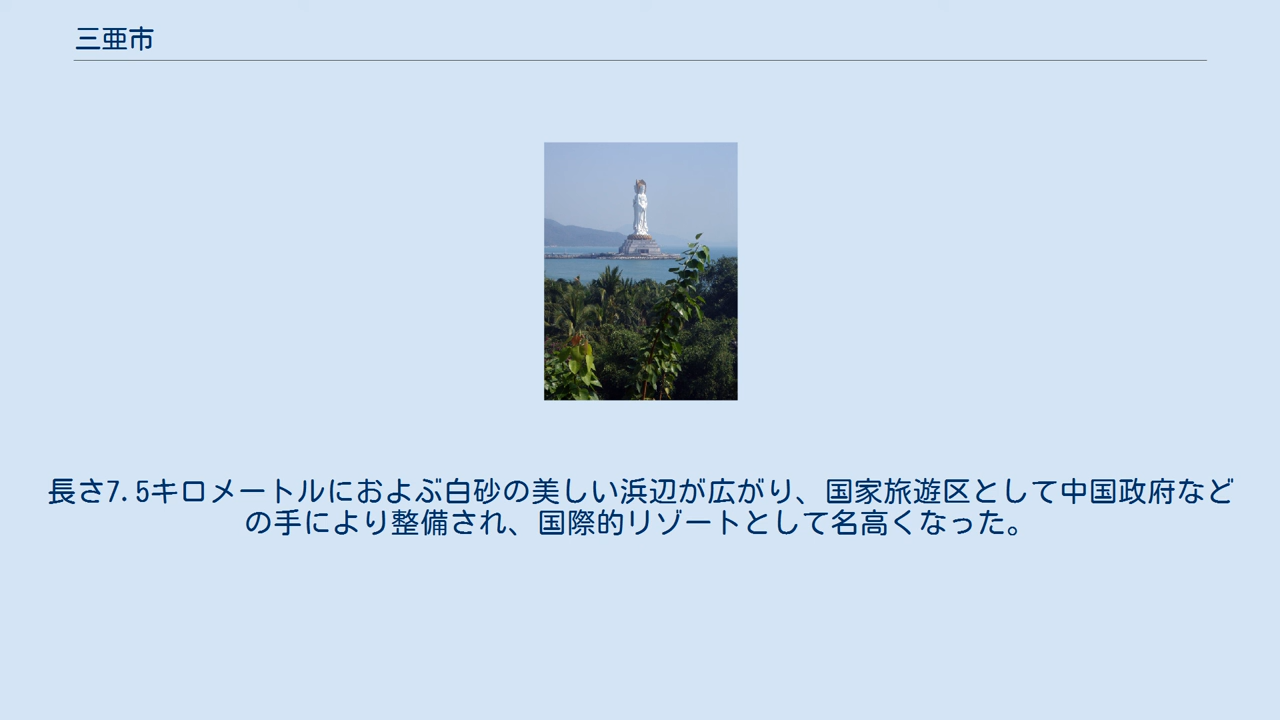 三亜市
長さ7.5キロメートルにおよぶ白砂の美しい浜辺が広がり、国家旅遊区として中国政府など
の手により整備され、国際的リゾートとして名高くなった。